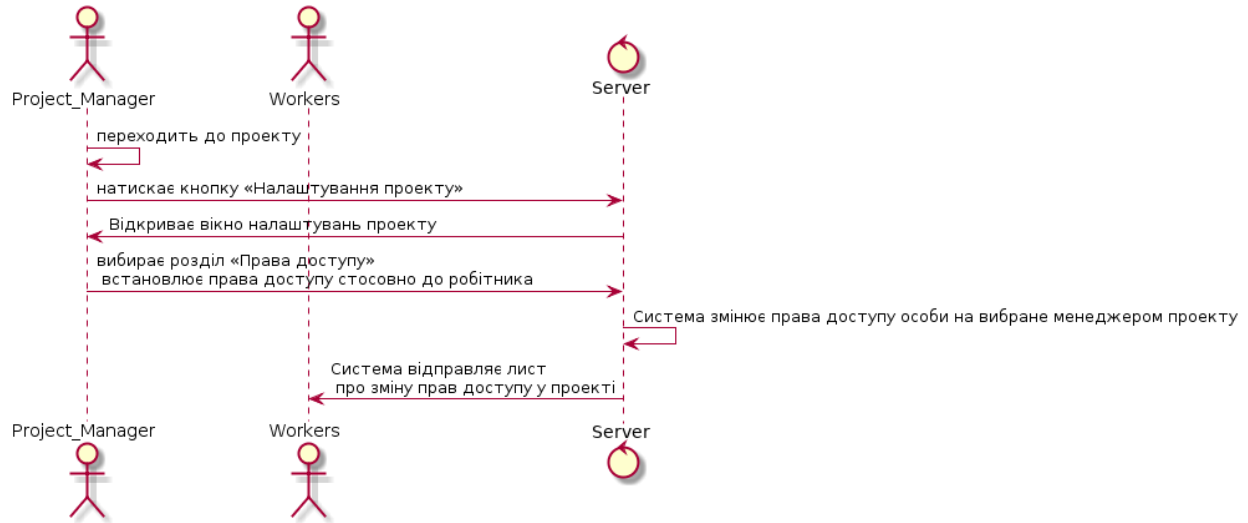 Project_Manager
Workers
Server
переходить до проекту
натискає кнопку «Налаштування проекту»
Відкриває вікно налаштувань проекту
вибирає розділ «Права доступу»
встановлює права доступу стосовно до робітника
Система змінює права доступу особи на вибране менеджером проекту
Система відправляє лист
про зміну прав доступу у проекті
Project_Manager
Workers
Server